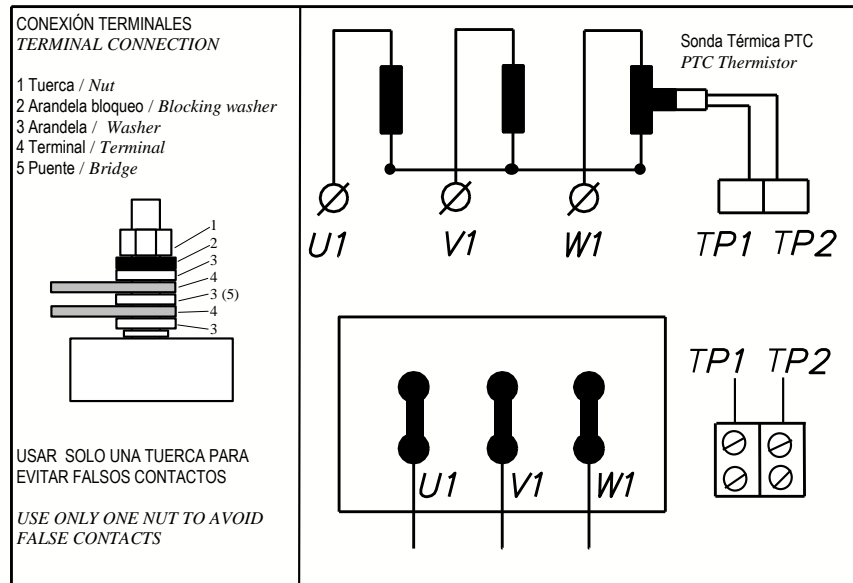 CONEXIÓN TERMINALES
TERMINAL CONNECTION
1 Tuerca / Nut
2 Arandela bloqueo / Blocking washer
3 Arandela / Washer
4 Terminal / Terminal
5 Puente / Bridge
1
2
3
4
3 (5)
4
3
USAR SOLO UNA TUERCA PARA
EVITAR FALSOS CONTACTOS
USE ONLY ONE NUT TO AVOID
FALSE CONTACTS
Sonda Térmica PTC
PTC Thermistor
U1 V1 W1 TP1 TP2
TP1 TP2
U1 V1 W1